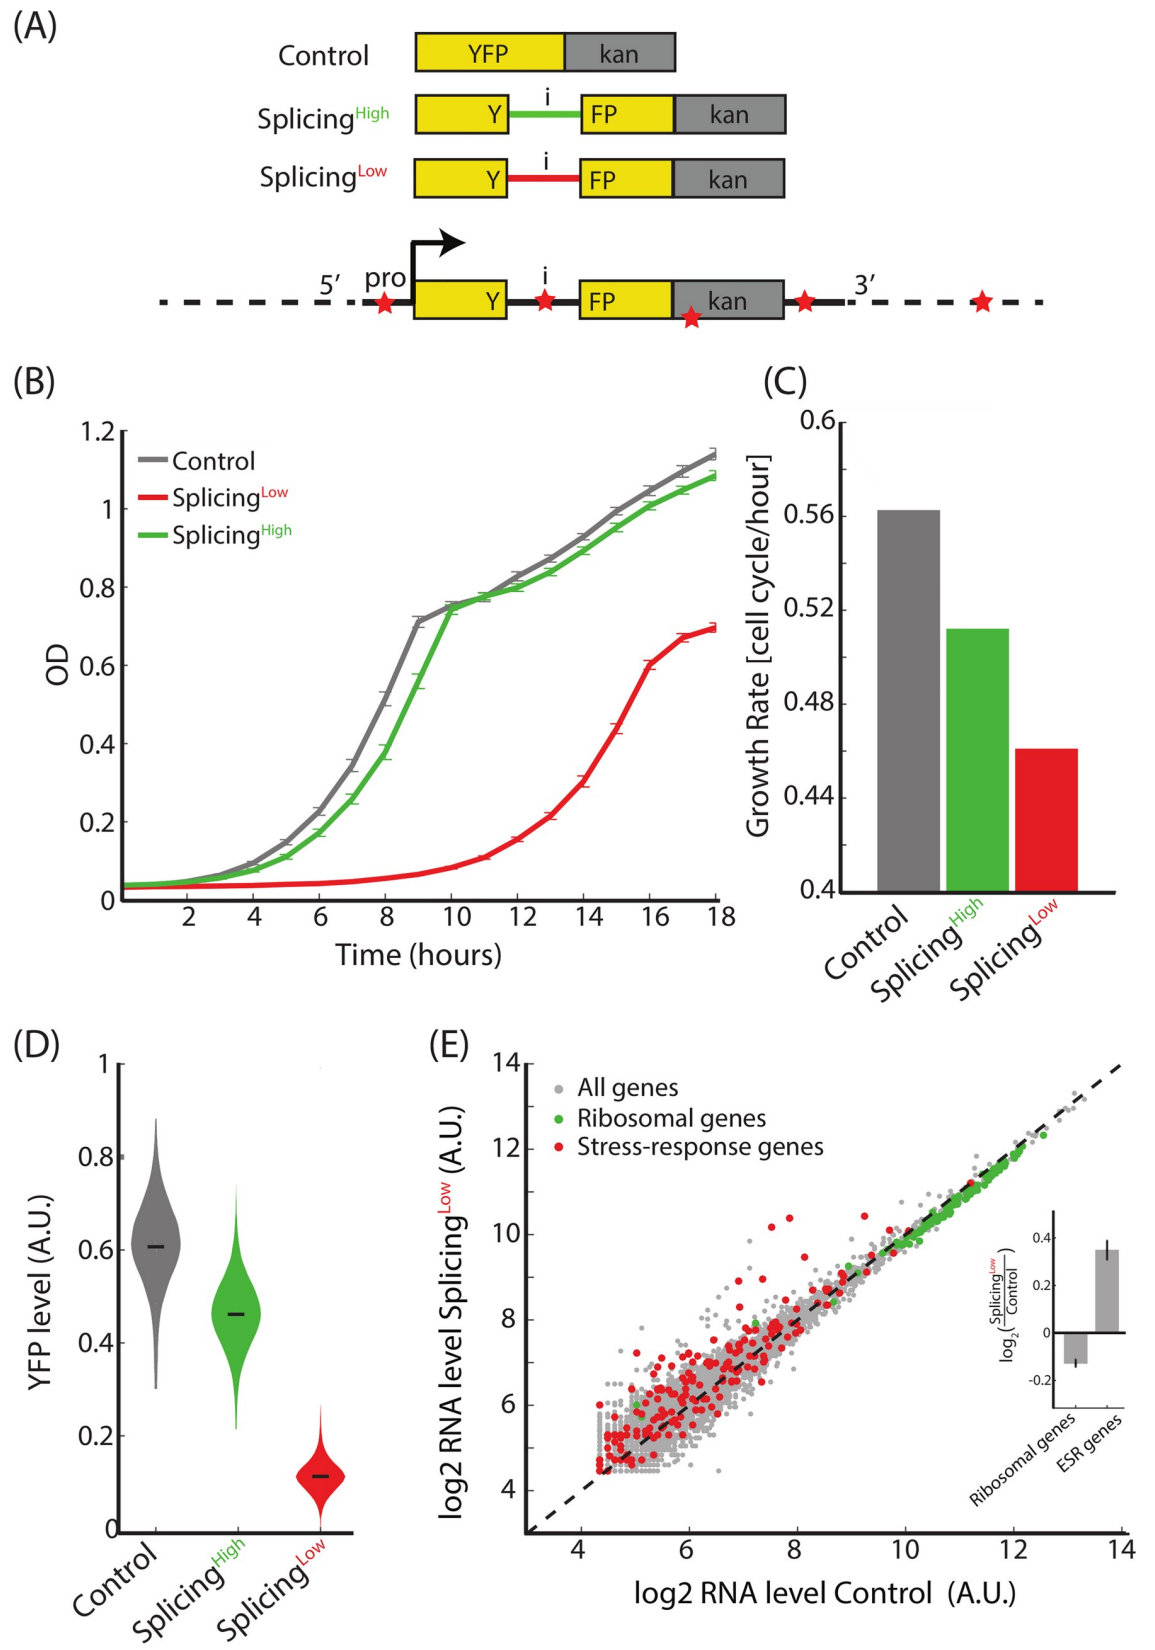 (A)
Control YFP kan
i
Splicing^High Y FP kan
i
Splicing^Low Y FP kan
5′ pro i 3′
Y FP kan
(B)
1.2
1
0.8
0.6
0.4
0.2
0
OD
Control
Splicing^Low
Splicing^High
2 4 6 8 10 12 14 16 18
Time (hours)
(C)
0.6
0.56
0.52
0.48
0.44
0.4
Growth Rate [cell cycle/hour]
Control
Splicing^High
Splicing^Low
(D)
1
0.8
0.6
0.4
0.2
0
YFP level (A.U.)
Control
Splicing^High
Splicing^Low
(E)
14
12
10
8
6
4
log2 RNA level Splicing^Low (A.U.)
All genes
Ribosomal genes
Stress-response genes
0.4
0.2
0
-0.2
log₂(Splicing^Low/Control)
Ribosomal genes
ESR genes
4 6 8 10 12 14
log2 RNA level Control (A.U.)